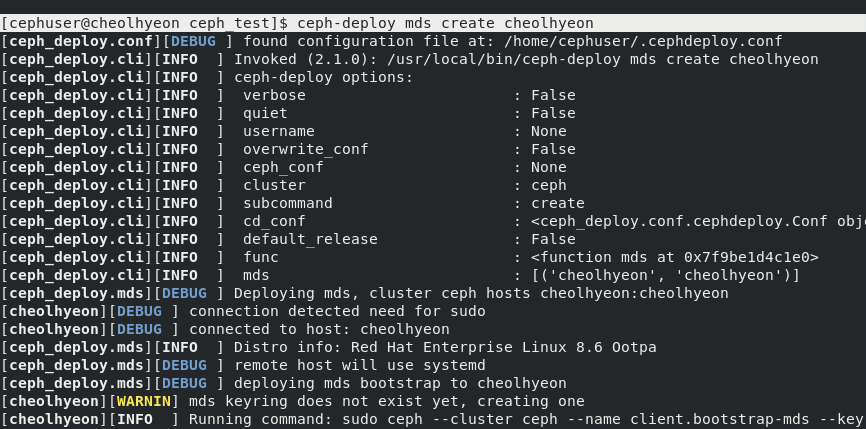 [cephuser@cheolhyeon ceph_test]$ ceph-deploy mds create cheolhyeon
[ceph_deploy.conf][DEBUG ] found configuration file at: /home/cephuser/.cephdeploy.conf
[ceph_deploy.cli][INFO  ] Invoked (2.1.0): /usr/local/bin/ceph-deploy mds create cheolhyeon
[ceph_deploy.cli][INFO  ] ceph-deploy options:
[ceph_deploy.cli][INFO  ]  verbose                       : False
[ceph_deploy.cli][INFO  ]  quiet                         : False
[ceph_deploy.cli][INFO  ]  username                      : None
[ceph_deploy.cli][INFO  ]  overwrite_conf                : False
[ceph_deploy.cli][INFO  ]  ceph_conf                     : None
[ceph_deploy.cli][INFO  ]  cluster                       : ceph
[ceph_deploy.cli][INFO  ]  subcommand                    : create
[ceph_deploy.cli][INFO  ]  cd_conf                       : <ceph_deploy.conf.cephdeploy.Conf obj
[ceph_deploy.cli][INFO  ]  default_release               : False
[ceph_deploy.cli][INFO  ]  func                          : <function mds at 0x7f9be1d4c1e0>
[ceph_deploy.cli][INFO  ]  mds                           : [('cheolhyeon', 'cheolhyeon')]
[ceph_deploy.mds][DEBUG ] Deploying mds, cluster ceph hosts cheolhyeon:cheolhyeon
[cheolhyeon][DEBUG ] connection detected need for sudo
[cheolhyeon][DEBUG ] connected to host: cheolhyeon
[ceph_deploy.mds][INFO  ] Distro info: Red Hat Enterprise Linux 8.6 Ootpa
[ceph_deploy.mds][DEBUG ] remote host will use systemd
[ceph_deploy.mds][DEBUG ] deploying mds bootstrap to cheolhyeon
[cheolhyeon][WARNIN] mds keyring does not exist yet, creating one
[cheolhyeon][INFO  ] Running command: sudo ceph --cluster ceph --name client.bootstrap-mds --key